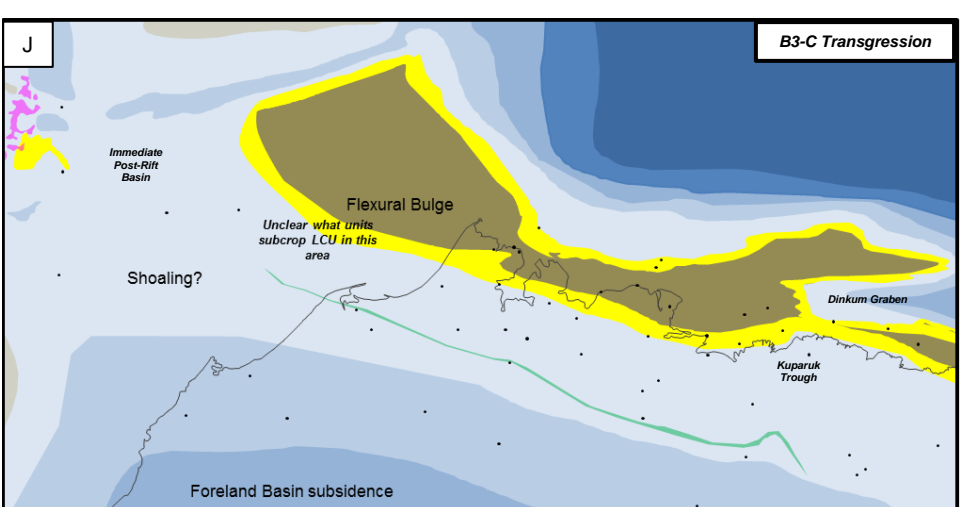 J
B3-C Transgression
Immediate
Post-Rift
Basin
Flexural Bulge
Unclear what units
subcrop LCU in this
area
Shoaling?
Dinkum Graben
Kuparuk
Trough
Foreland Basin subsidence